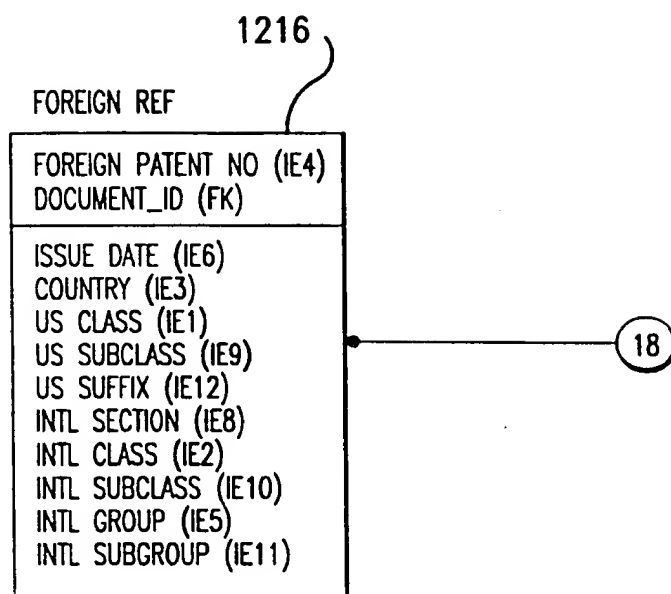 1216
FOREIGN REF
FOREIGN PATENT NO (IE4)
DOCUMENT_ID (FK)
ISSUE DATE (IE6)
COUNTRY (IE3)
US CLASS (IE1)
US SUBCLASS (IE9)
US SUFFIX (IE12)
INTL SECTION (IE8)
INTL CLASS (IE2)
INTL SUBCLASS (IE10)
INTL GROUP (IE5)
INTL SUBGROUP (IE11)
18